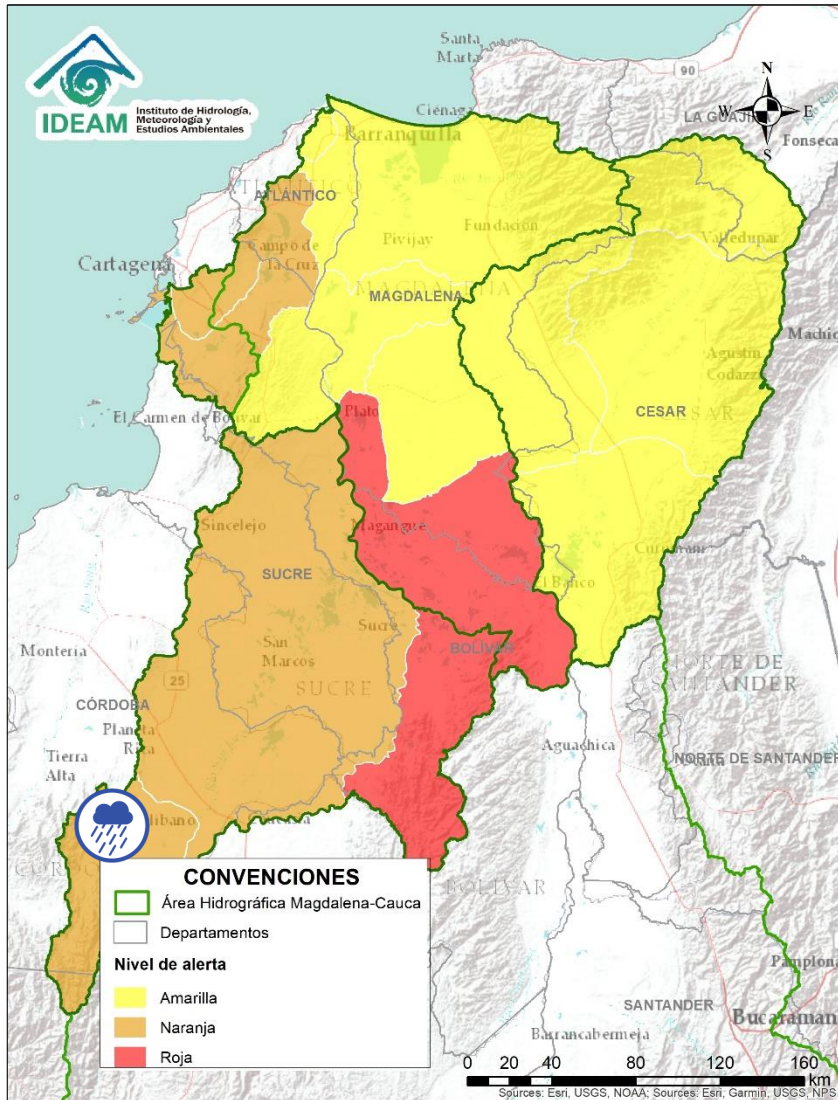 IDEAM
Instituto de Hidrología,
Meteorología y
Estudios Ambientales
Santa
Marta
90
N
W
E
S
LA GUAJI
Ciénaga
Fonseca
Barranquilla
ATLÁNTICO
Fundación
Valledupar
Pivijay
Campo de
la Cruz
Cartagena
MAGDALENA
MAGDALENA
Agustín
Codazzi
CESAR
CESAR
El Carmen de Bolívar
Plato
Magangué
Sincelejo
SUCRE
El Banco
Sucre
San
Marcos
Montería
BOLÍVAR
SUCRE
25
NORTE DE
SANTANDER
CÓRDOBA
Planeta
Rica
Tierra
Alta
Aguachica
NORTE DE SANTANDER
BOLÍVAR
CONVENCIONES
Área Hidrográfica Magdalena-Cauca
Departamentos
Nivel de alerta
Amarilla
Naranja
Roja
Pamplona
SANTANDER
Bucaraman
Barrancabermeja
0 20 40 80 120 160
km
Sources: Esri, USGS, NOAA; Sources: Esri, Garmin, USGS, NPS